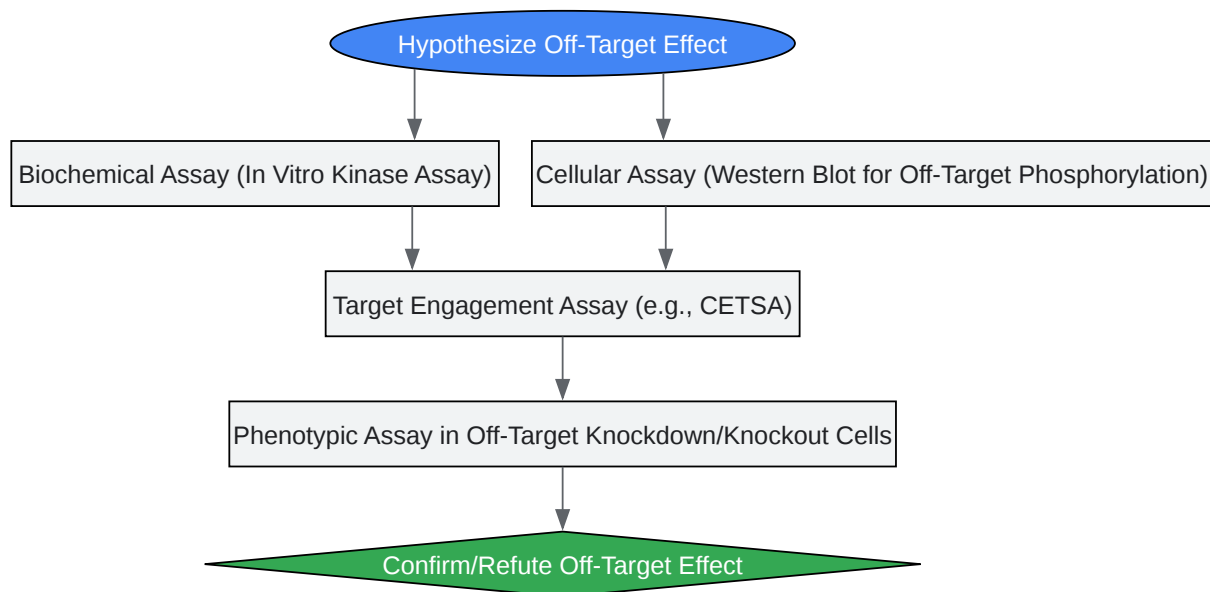 Hypothesize Off-Target Effect
Biochemical Assay (In Vitro Kinase Assay)
Cellular Assay (Western Blot for Off-Target Phosphorylation)
Target Engagement Assay (e.g., CETSA)
Phenotypic Assay in Off-Target Knockdown/Knockout Cells
Confirm/Refute Off-Target Effect